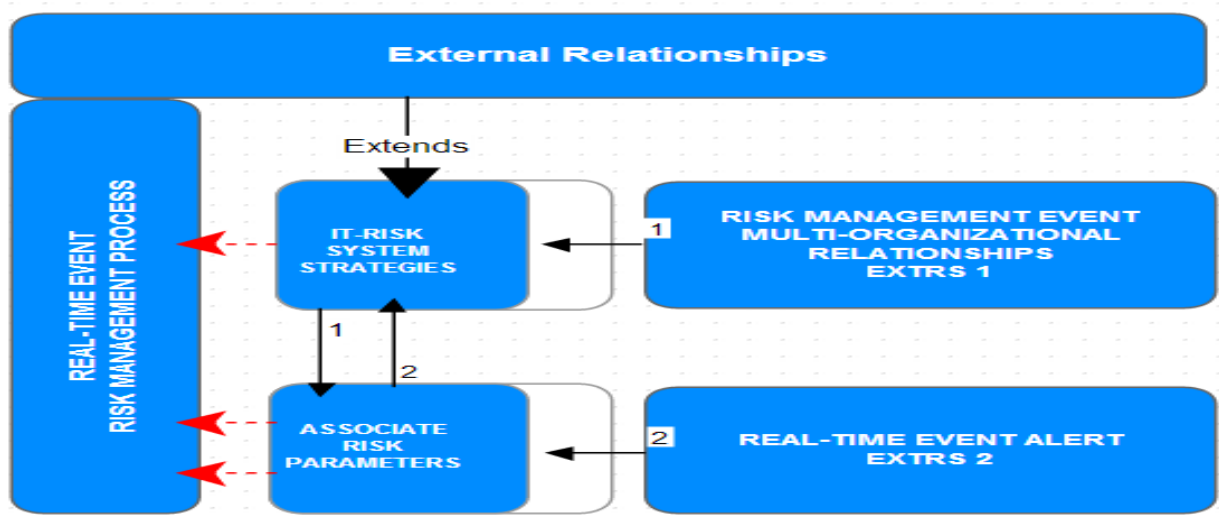 External Relationships
Extends
REAL-TIME EVENT
RISK MANAGEMENT PROCESS
IT-RISK
SYSTEM
STRATEGIES
1
RISK MANAGEMENT EVENT
MULTI-ORGANIZATIONAL
RELATIONSHIPS
EXTRS 1
1
2
ASSOCIATE
RISK
PARAMETERS
2
REAL-TIME EVENT ALERT
EXTRS 2